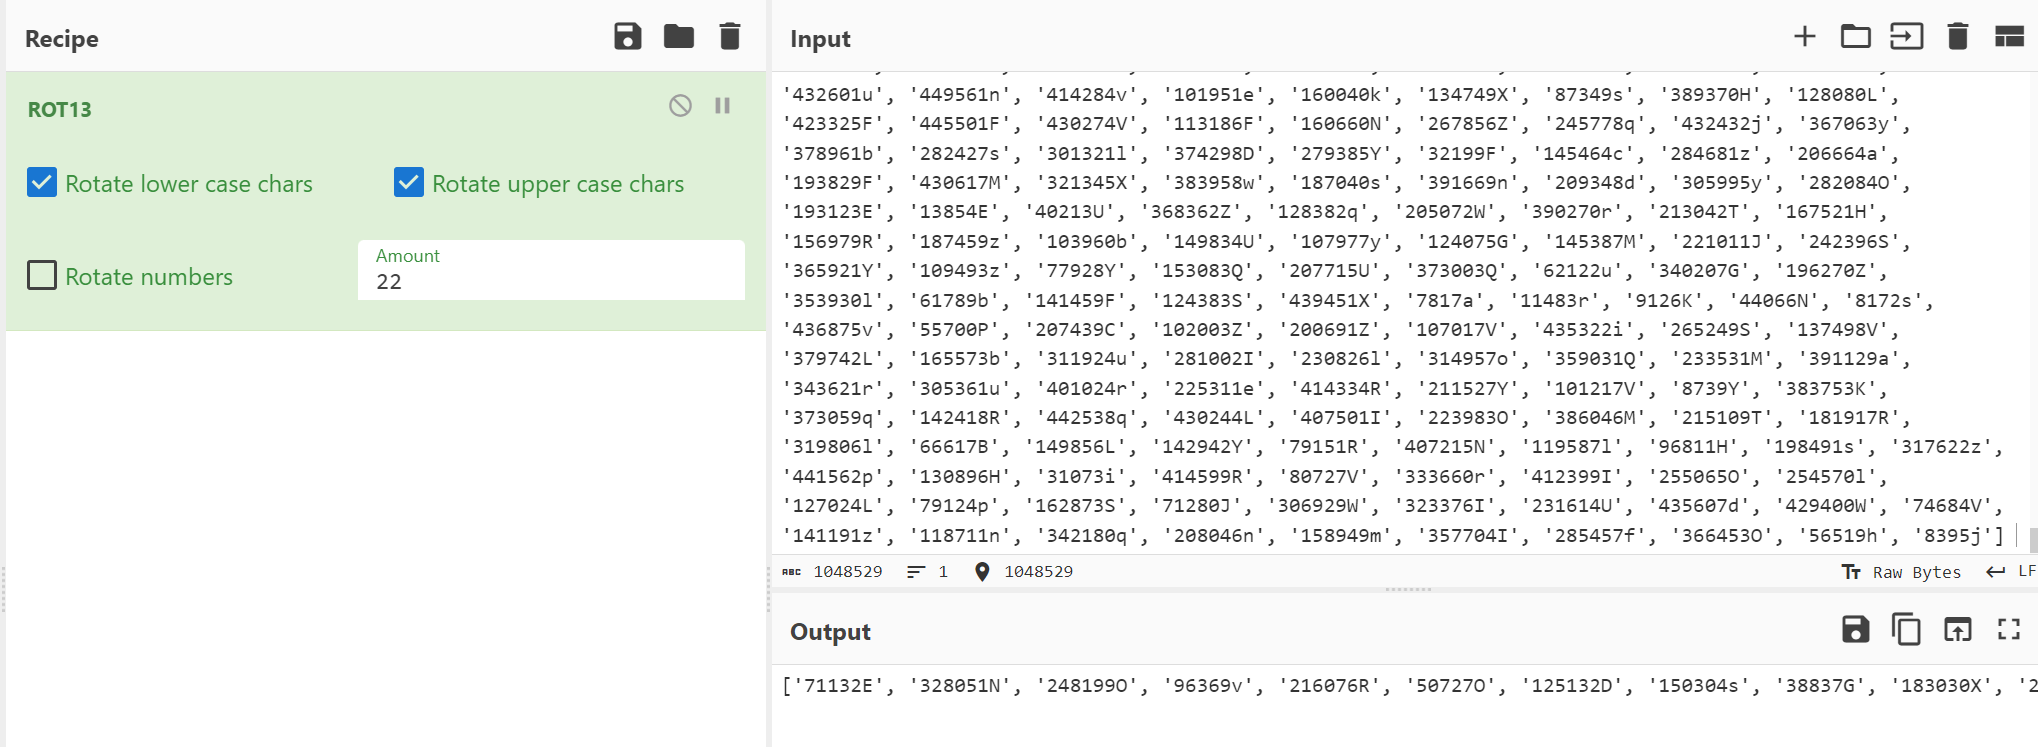 Recipe
ROT13
Rotate lower case chars
Rotate upper case chars
Rotate numbers
Amount
22
Input
'432601u', '449561n', '414284v', '101951e', '160040k', '134749X', '87349s', '389370H', '128080L',
'423325F', '445501F', '430274V', '113186F', '160660N', '267856Z', '245778q', '432432j', '367063y',
'378961b', '282427s', '301321l', '374298D', '279385Y', '32199F', '145464c', '284681z', '206664a',
'193829F', '430617M', '321345X', '383958w', '187040s', '391669n', '209348d', '305995y', '282084O',
'193123E', '13854E', '40213U', '368362Z', '128382q', '205072W', '390270r', '213042T', '167521H',
'156979R', '187459z', '103960b', '149834U', '107977y', '124075G', '145387M', '221011J', '242396S',
'365921Y', '109493z', '77928Y', '153083Q', '207715U', '373003Q', '62122u', '340207G', '196270Z',
'353930l', '61789b', '141459F', '124383S', '439451X', '7817a', '11483r', '9126K', '44066N', '8172s',
'436875v', '55700P', '207439C', '102003Z', '200691Z', '107017V', '435322i', '265249S', '137498V',
'379742L', '165573b', '311924u', '281002I', '230826l', '314957o', '359031Q', '233531M', '391129a',
'343621r', '305361u', '401024r', '225311e', '414334R', '211527Y', '101217V', '8739Y', '383753K',
'373059q', '142418R', '442538q', '430244L', '407501I', '223983O', '386046M', '215109T', '181917R',
'319806l', '66617B', '149856L', '142942Y', '79151R', '407215N', '119587l', '96811H', '198491s', '317622z',
'441562p', '130896H', '31073i', '414599R', '80727V', '333660r', '412399I', '255065O', '254570l',
'127024L', '79124p', '162873S', '71280J', '306929W', '323376I', '231614U', '435607d', '429400W', '74684V',
'141191z', '118711n', '342180q', '208046n', '158949m', '357704I', '285457f', '366453O', '56519h', '8395j']
ABC 1048529 1 1048529 Tт Raw Bytes LF
Output
['71132E', '328051N', '248199O', '96369v', '216076R', '50727O', '125132D', '150304s', '38837G', '183030X', '2